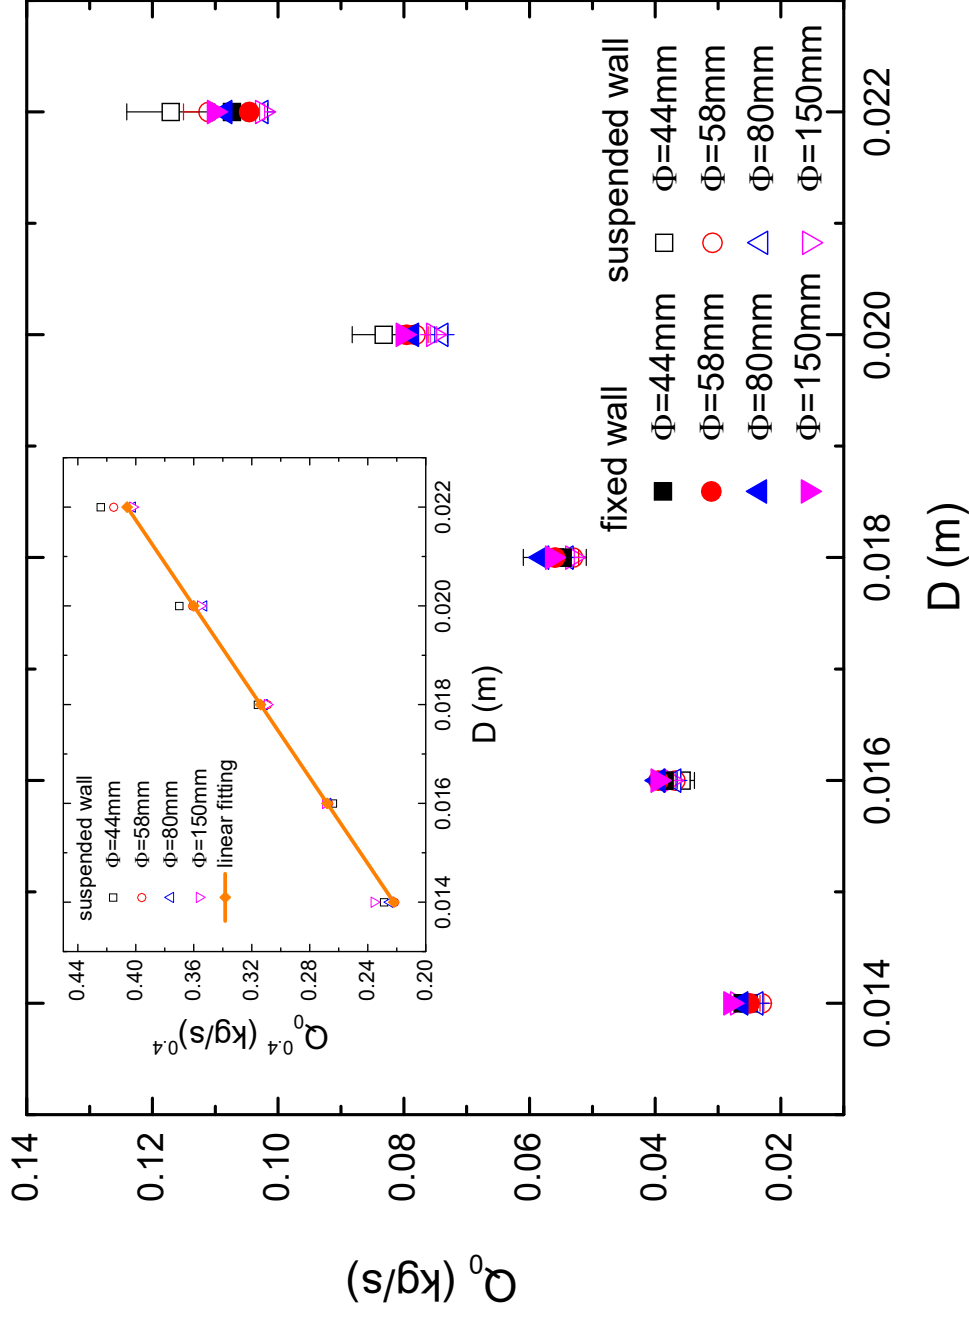 0.14
0.12
0.10
0.08
0.06
0.04
0.02
Q₀ (kg/s)
0.014
0.016
0.018
0.020
0.022
D (m)
fixed wall
suspended wall
Φ=44mm
Φ=44mm
Φ=58mm
Φ=58mm
Φ=80mm
Φ=80mm
Φ=150mm
Φ=150mm
0.44
0.40
0.36
0.32
0.28
0.24
0.20
Q₀^0.4 (kg/s)^0.4
0.014
0.016
0.018
0.020
0.022
D (m)
suspended wall
Φ=44mm
Φ=58mm
Φ=80mm
Φ=150mm
linear fitting